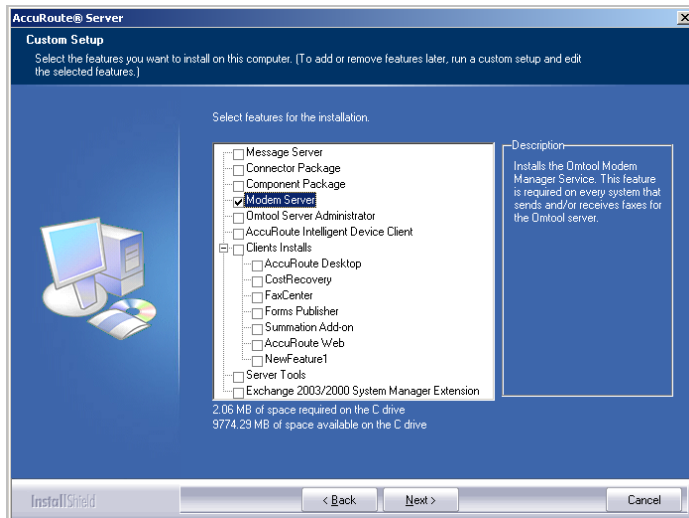 AccuRoute® Server
Custom Setup
Select the features you want to install on this computer. (To add or remove features later, run a custom setup and edit
the selected features.)
Select features for the installation.
Message Server
Connector Package
Component Package
Modem Server
Omtool Server Administrator
AccuRoute Intelligent Device Client
Clients Installs
AccuRoute Desktop
CostRecovery
FaxCenter
Forms Publisher
Summation Add-on
AccuRoute Web
NewFeature1
Server Tools
Exchange 2003/2000 System Manager Extension
Description
Installs the Omtool Modem
Manager Service. This feature
is required on every system that
sends and/or receives faxes for
the Omtool server.
2.06 MB of space required on the C drive
9774.29 MB of space available on the C drive
InstallShield
< Back
Next >
Cancel